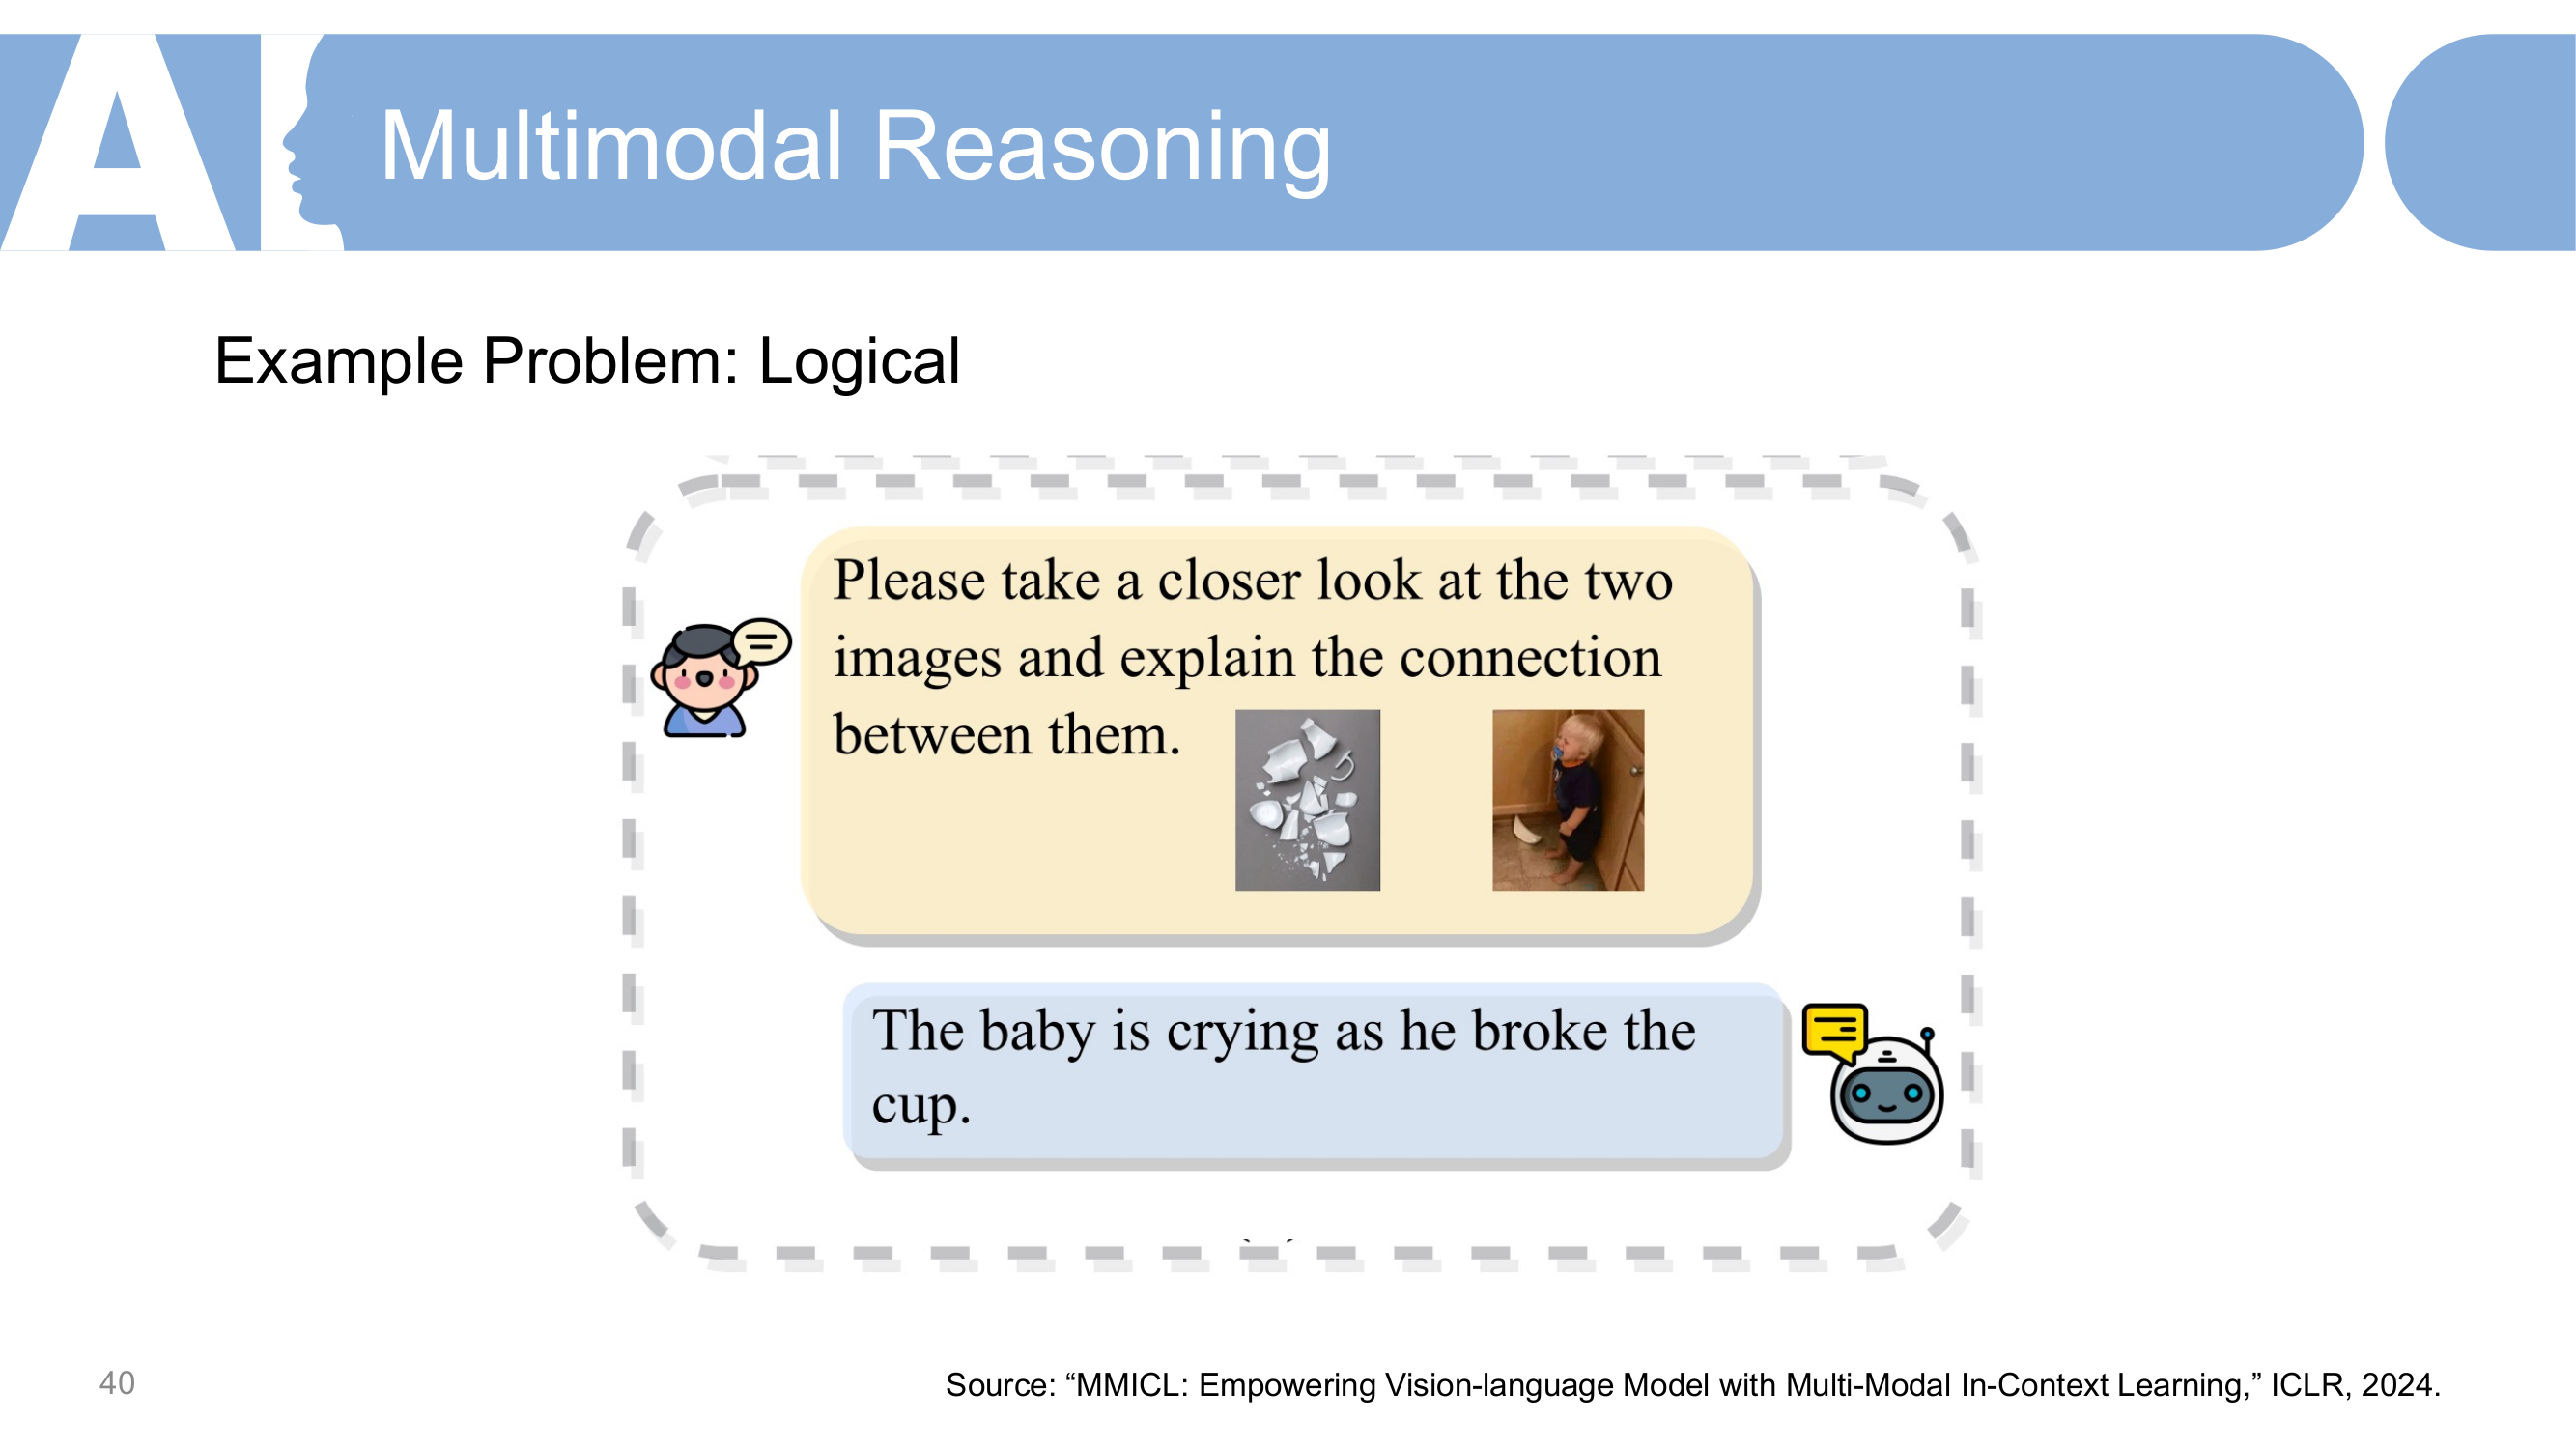 AI
Multimodal Reasoning
Example Problem: Logical
Please take a closer look at the two
images and explain the connection
between them.
The baby is crying as he broke the
cup.
40
Source: “MMICL: Empowering Vision-language Model with Multi-Modal In-Context Learning,” ICLR, 2024.